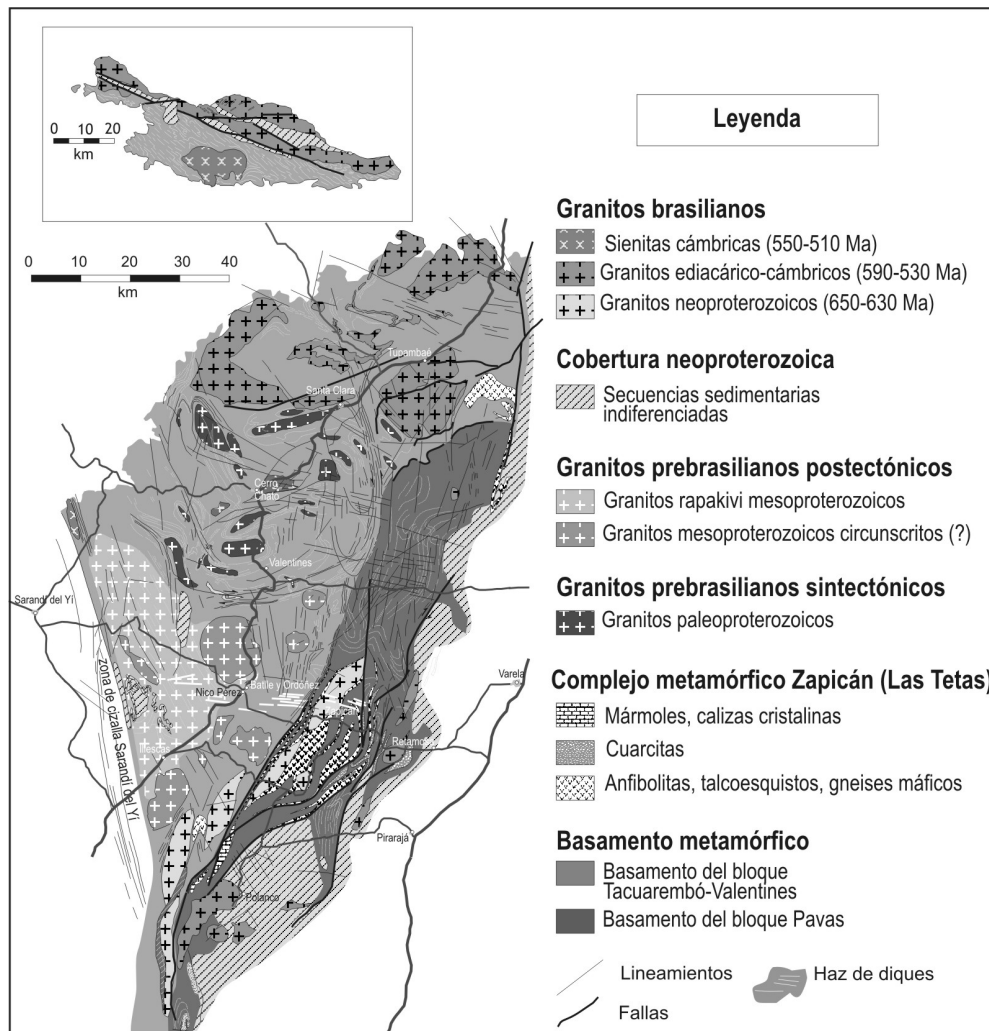 0 10 20
km
0 10 20 30 40
km
Tupambaé
Santa Clara
Cerro
Chato
Valentines
Sarandí del Yí
zona de cizalla Sarandí del Yí
Nico Pérez
Batlle y Ordóñez
Illescas
Varela
Retamosa
Pirarajá
Polanco
Leyenda
Granitos brasilianos
Sienitas cámbricas (550-510 Ma)
Granitos ediacárico-cámbricos (590-530 Ma)
Granitos neoproterozoicos (650-630 Ma)
Cobertura neoproterozoica
Secuencias sedimentarias
indiferenciadas
Granitos prebrasilianos postectónicos
Granitos rapakivi mesoproterozoicos
Granitos mesoproterozoicos circunscritos (?)
Granitos prebrasilianos sintectónicos
Granitos paleoproterozoicos
Complejo metamórfico Zapicán (Las Tetas)
Mármoles, calizas cristalinas
Cuarcitas
Anfibolitas, talcoesquistos, gneises máficos
Basamento metamórfico
Basamento del bloque
Tacuarembó-Valentines
Basamento del bloque Pavas
Lineamientos
Haz de diques
Fallas